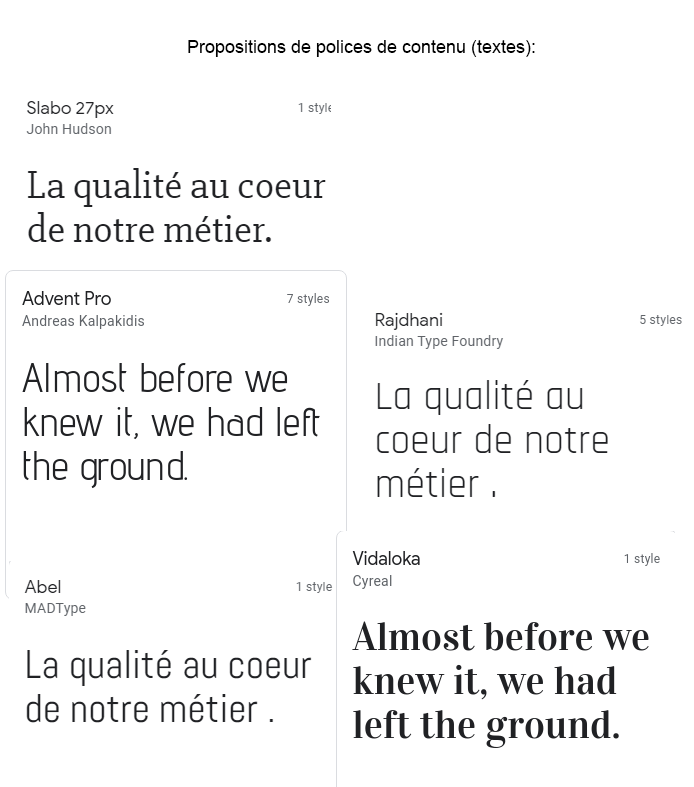 Propositions de polices de contenu (textes):
Slabo 27px
1 style
John Hudson
La qualité au coeur
de notre métier.
Advent Pro
7 styles
Andreas Kalpakidis
Almost before we
knew it, we had left
the ground.
Rajdhani
5 styles
Indian Type Foundry
La qualité au
coeur de notre
métier .
Abel
1 style
MADType
La qualité au coeur
de notre métier .
Vidaloka
1 style
Cyreal
Almost before we
knew it, we had
left the ground.